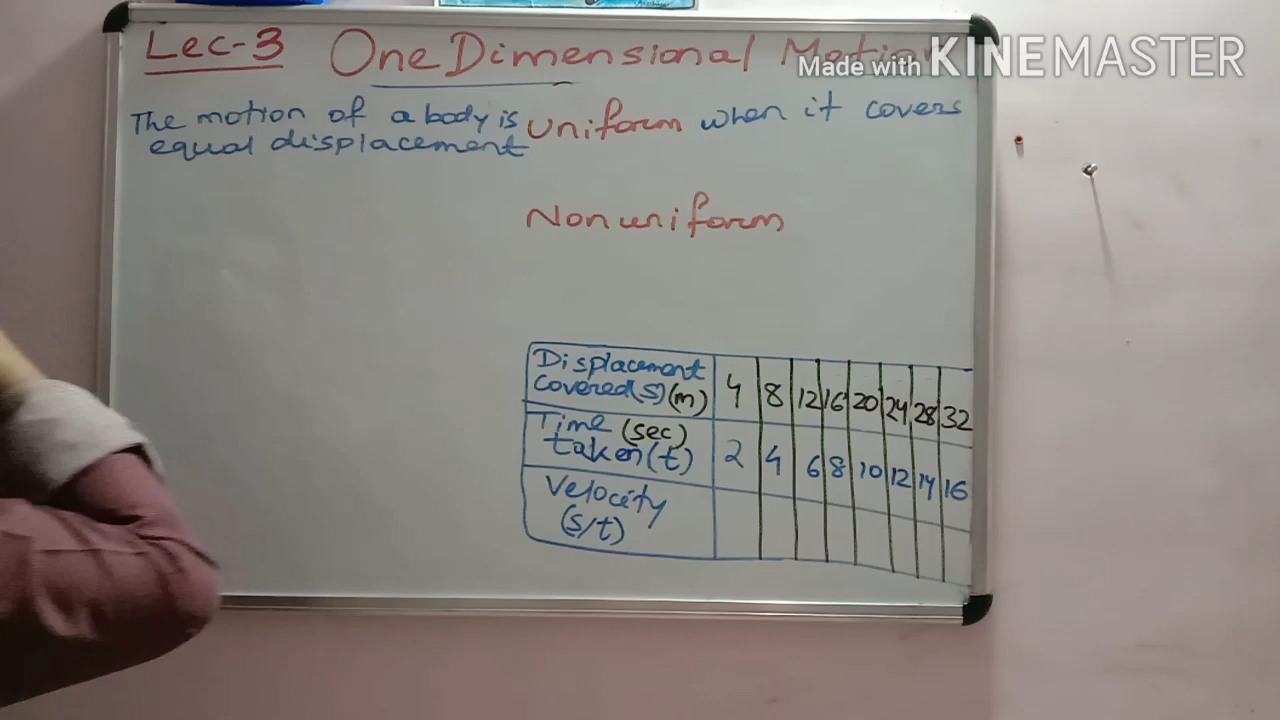 Lec-3 One Dimensional Motion
Made with KINEMASTER
The motion of a body is uniform when it covers
equal displacement
Nonuniform
Displacement
covered(s)(m) 4 8 12 16 20 24 28 32
Time (sec)
taken(t) 2 4 6 8 10 12 14 16
Velocity
(s/t)